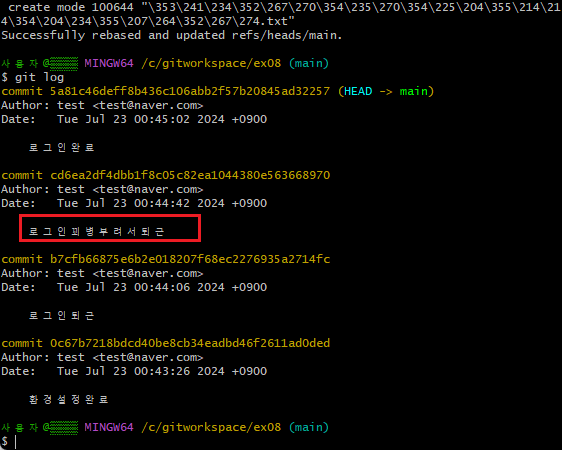 create mode 100644 "\353\241\234\352\267\270\354\235\270\354\225\204\355\214\21
4\354\204\234\355\207\264\352\267\274.txt"
Successfully rebased and updated refs/heads/main.
사용자@ MINGW64 /c/gitworkspace/ex08 (main)
$ git log
commit 5a81c46deff8b436c106abb2f57b20845ad32257 (HEAD -> main)
Author: test <test@naver.com>
Date:   Tue Jul 23 00:45:02 2024 +0900
로그인완료
commit cd6ea2df4dbb1f8c05c82ea1044380e563668970
Author: test <test@naver.com>
Date:   Tue Jul 23 00:44:42 2024 +0900
로그인꾀병부려서퇴근
commit b7cfb66875e6b2e018207f68ec2276935a2714fc
Author: test <test@naver.com>
Date:   Tue Jul 23 00:44:06 2024 +0900
로그인퇴근
commit 0c67b7218bdcd40be8cb34eadbd46f2611ad0ded
Author: test <test@naver.com>
Date:   Tue Jul 23 00:43:26 2024 +0900
환경설정완료
사용자@ MINGW64 /c/gitworkspace/ex08 (main)
$